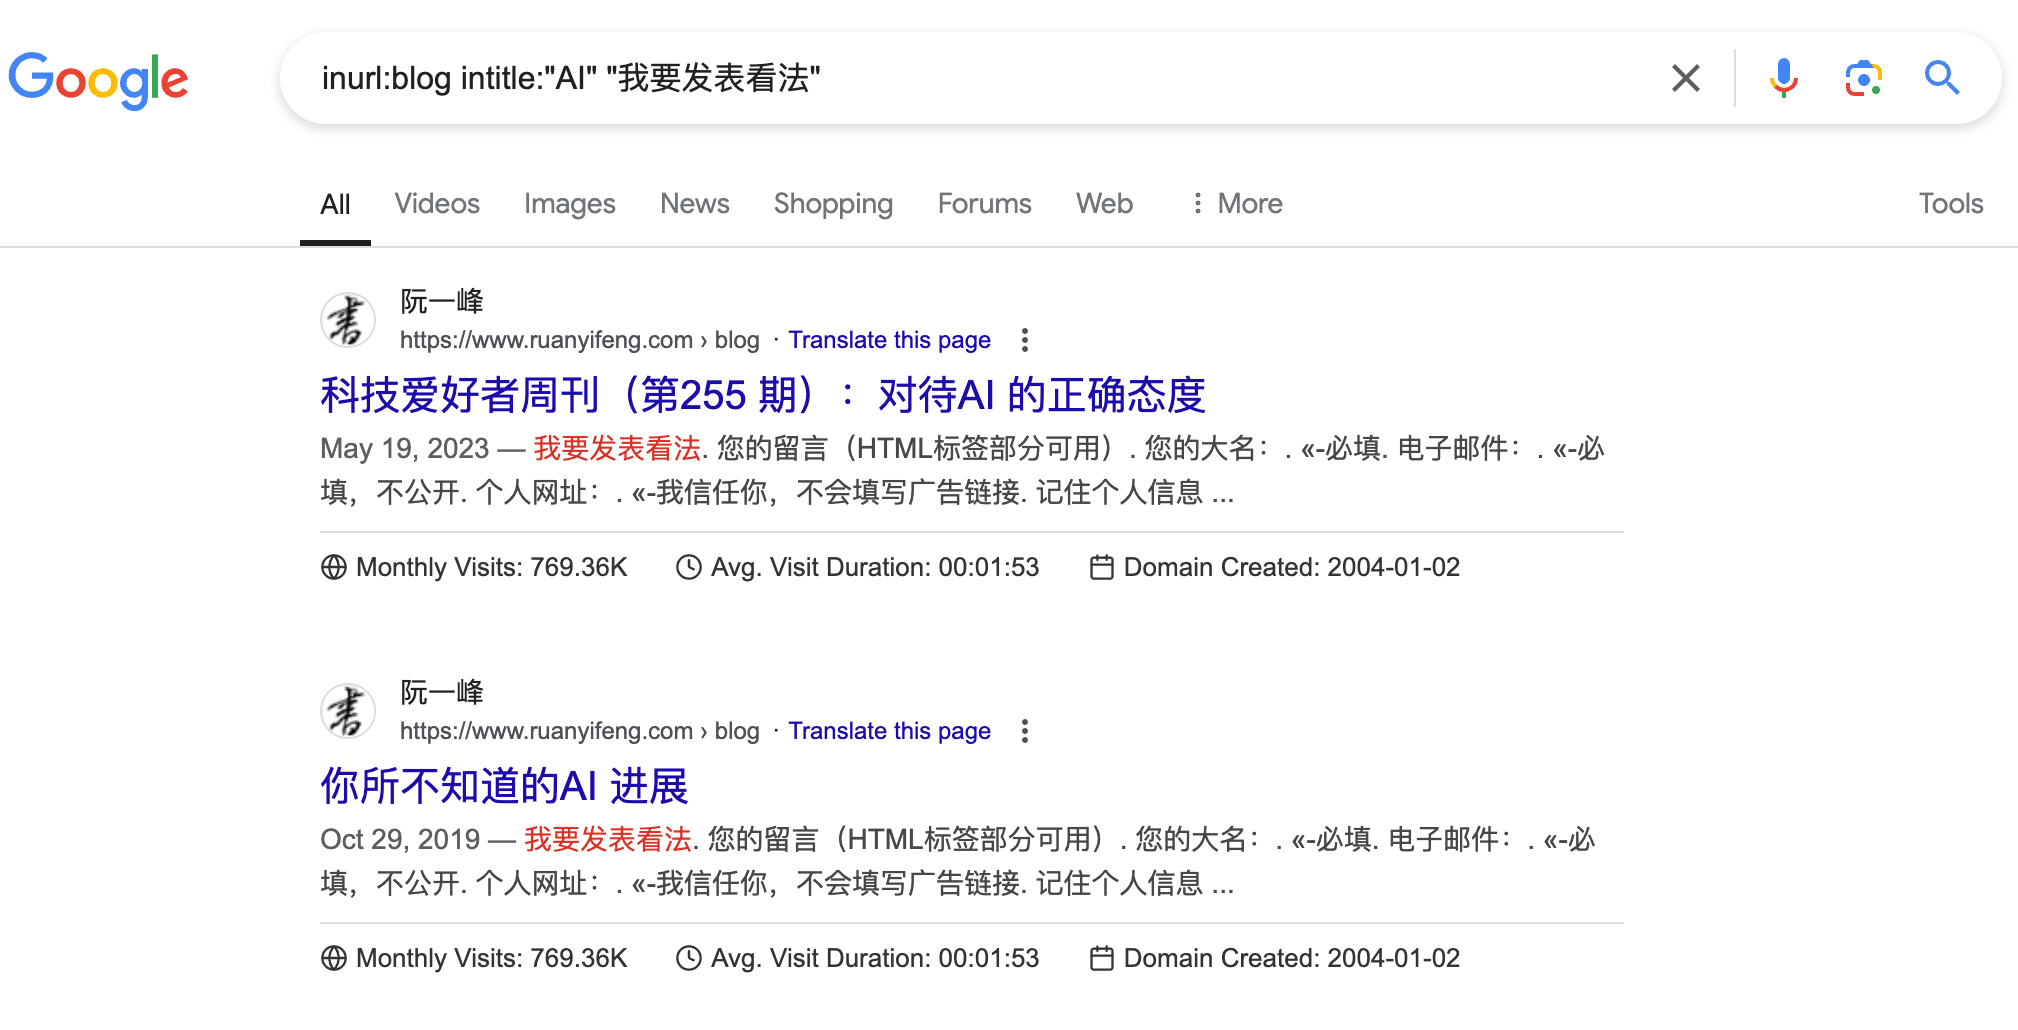 Google
inurl:blog intitle:"AI" "我要发表看法"
All Videos Images News Shopping Forums Web More Tools
阮一峰
https://www.ruanyifeng.com › blog · Translate this page
科技爱好者周刊（第255 期）：对待AI 的正确态度
May 19, 2023 — 我要发表看法. 您的留言（HTML标签部分可用）. 您的大名：. «-必填. 电子邮件：. «-必
填，不公开. 个人网址：. «-我信任你，不会填写广告链接. 记住个人信息 ...
Monthly Visits: 769.36K Avg. Visit Duration: 00:01:53 Domain Created: 2004-01-02
阮一峰
https://www.ruanyifeng.com › blog · Translate this page
你所不知道的AI 进展
Oct 29, 2019 — 我要发表看法. 您的留言（HTML标签部分可用）. 您的大名：. «-必填. 电子邮件：. «-必
填，不公开. 个人网址：. «-我信任你，不会填写广告链接. 记住个人信息 ...
Monthly Visits: 769.36K Avg. Visit Duration: 00:01:53 Domain Created: 2004-01-02